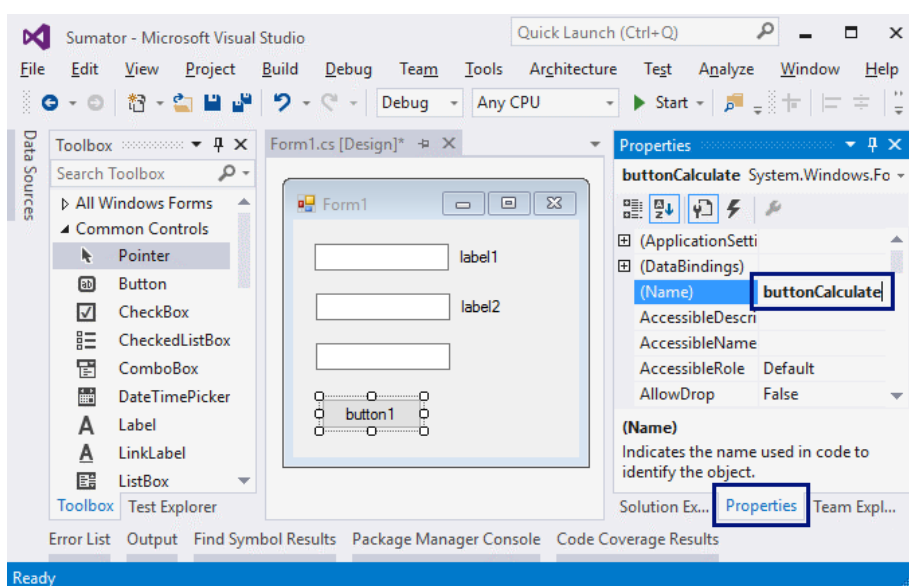 Sumator - Microsoft Visual Studio
Quick Launch (Ctrl+Q)
File Edit View Project Build Debug Team Tools Architecture Test Analyze Window Help
Debug Any CPU Start
Data Sources
Toolbox
Search Toolbox
All Windows Forms
Common Controls
Pointer
Button
CheckBox
CheckedListBox
ComboBox
DateTimePicker
Label
LinkLabel
ListBox
Toolbox Test Explorer
Form1.cs [Design]*
Form1
label1
label2
button1
Properties
buttonCalculate System.Windows.Fo
(ApplicationSetti
(DataBindings)
(Name) buttonCalculate
AccessibleDescri
AccessibleName
AccessibleRole Default
AllowDrop False
(Name)
Indicates the name used in code to
identify the object.
Solution Ex... Properties Team Expl...
Error List Output Find Symbol Results Package Manager Console Code Coverage Results
Ready